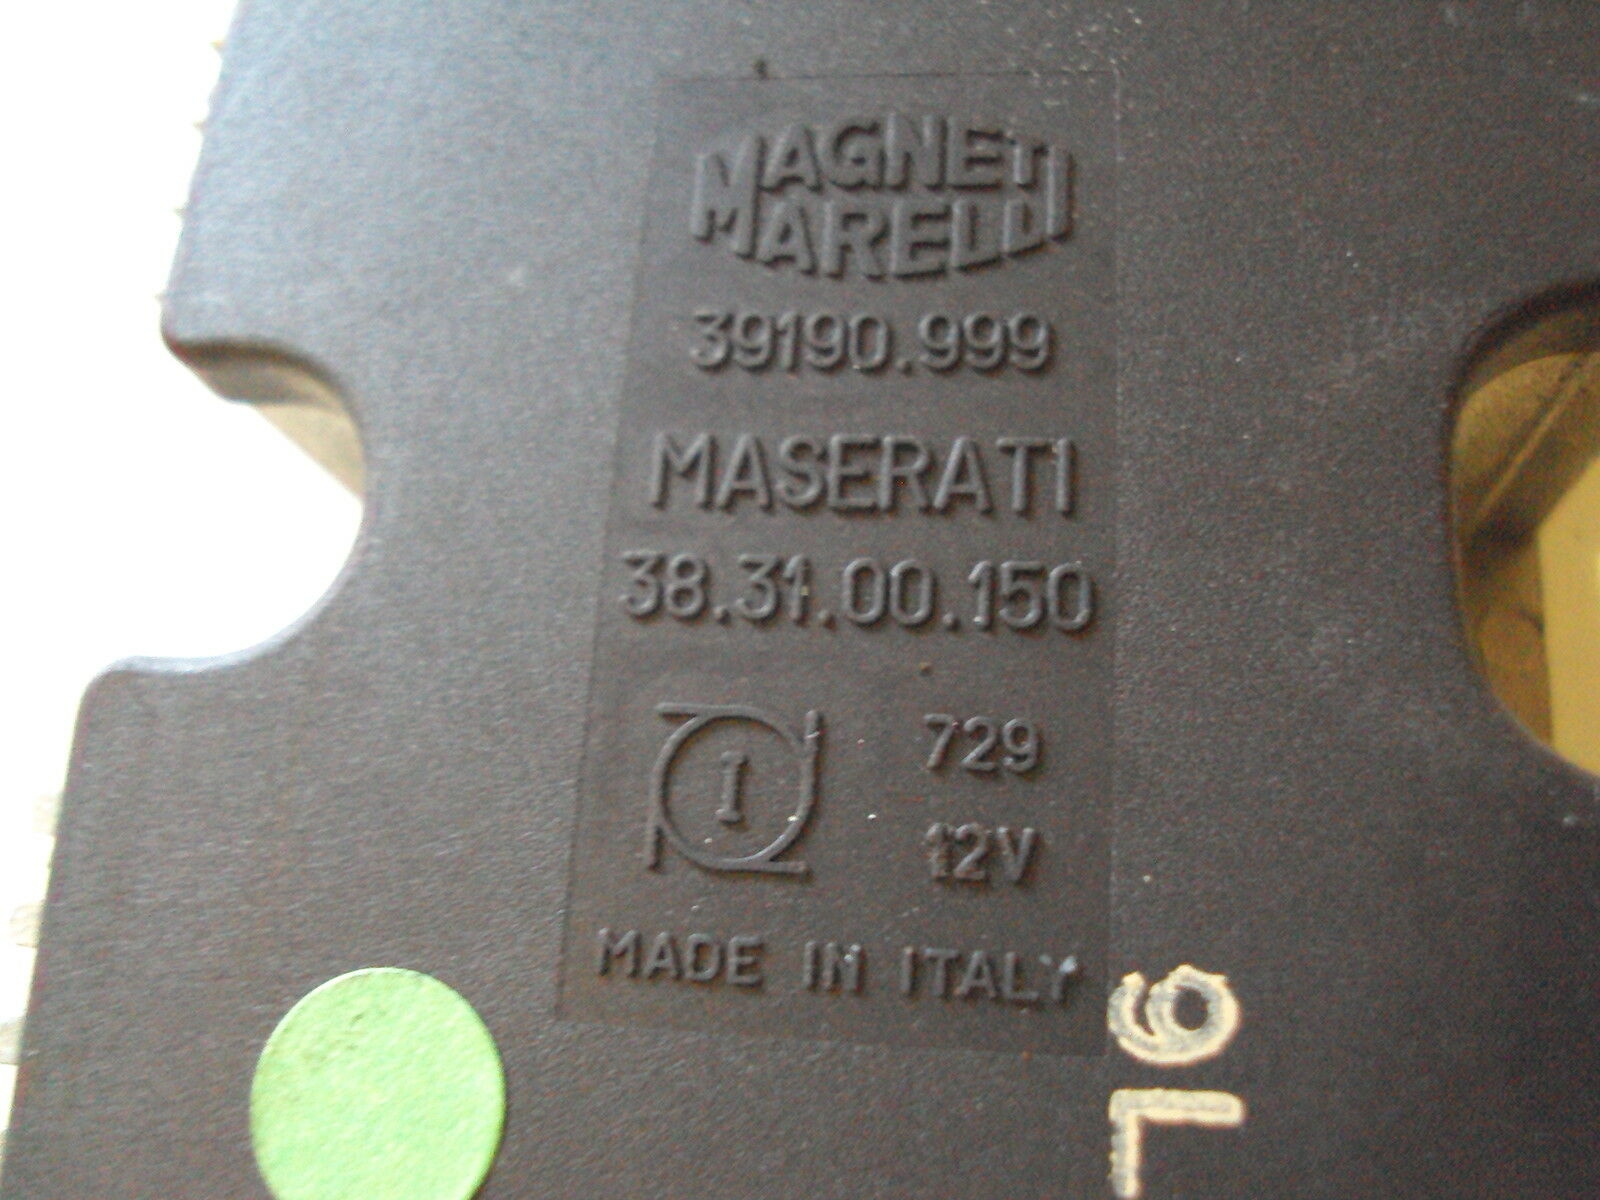 MAGNETI
MARELLI
39190.999
MASERATI
38.31.00.150
I
729
12V
MADE IN ITALY